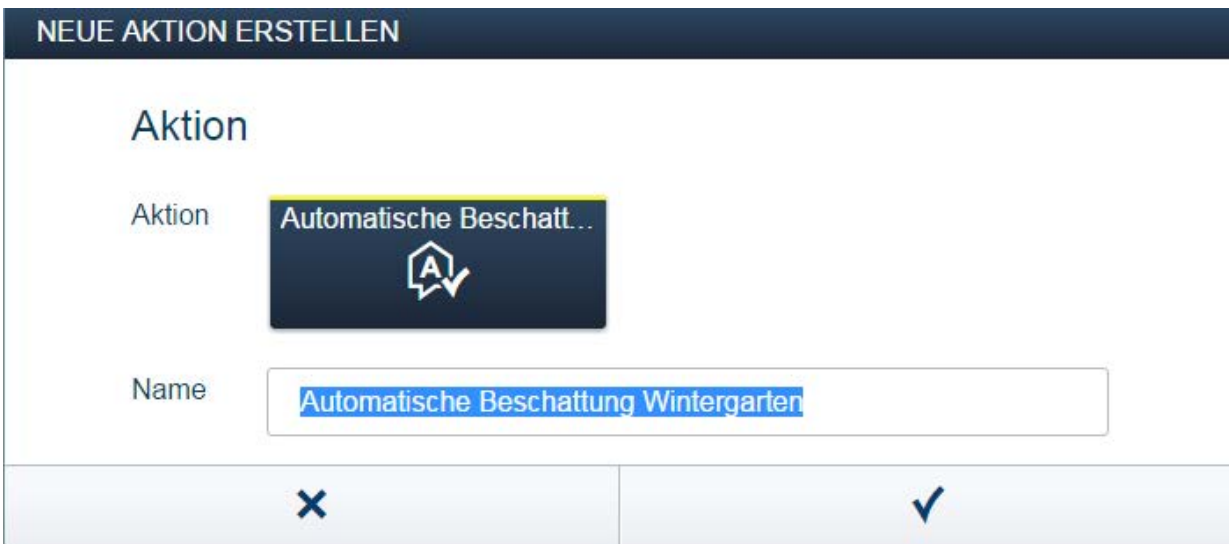 NEUE AKTION ERSTELLEN
Aktion
Aktion
Automatische Beschatt...
A
Name
Automatische Beschattung Wintergarten